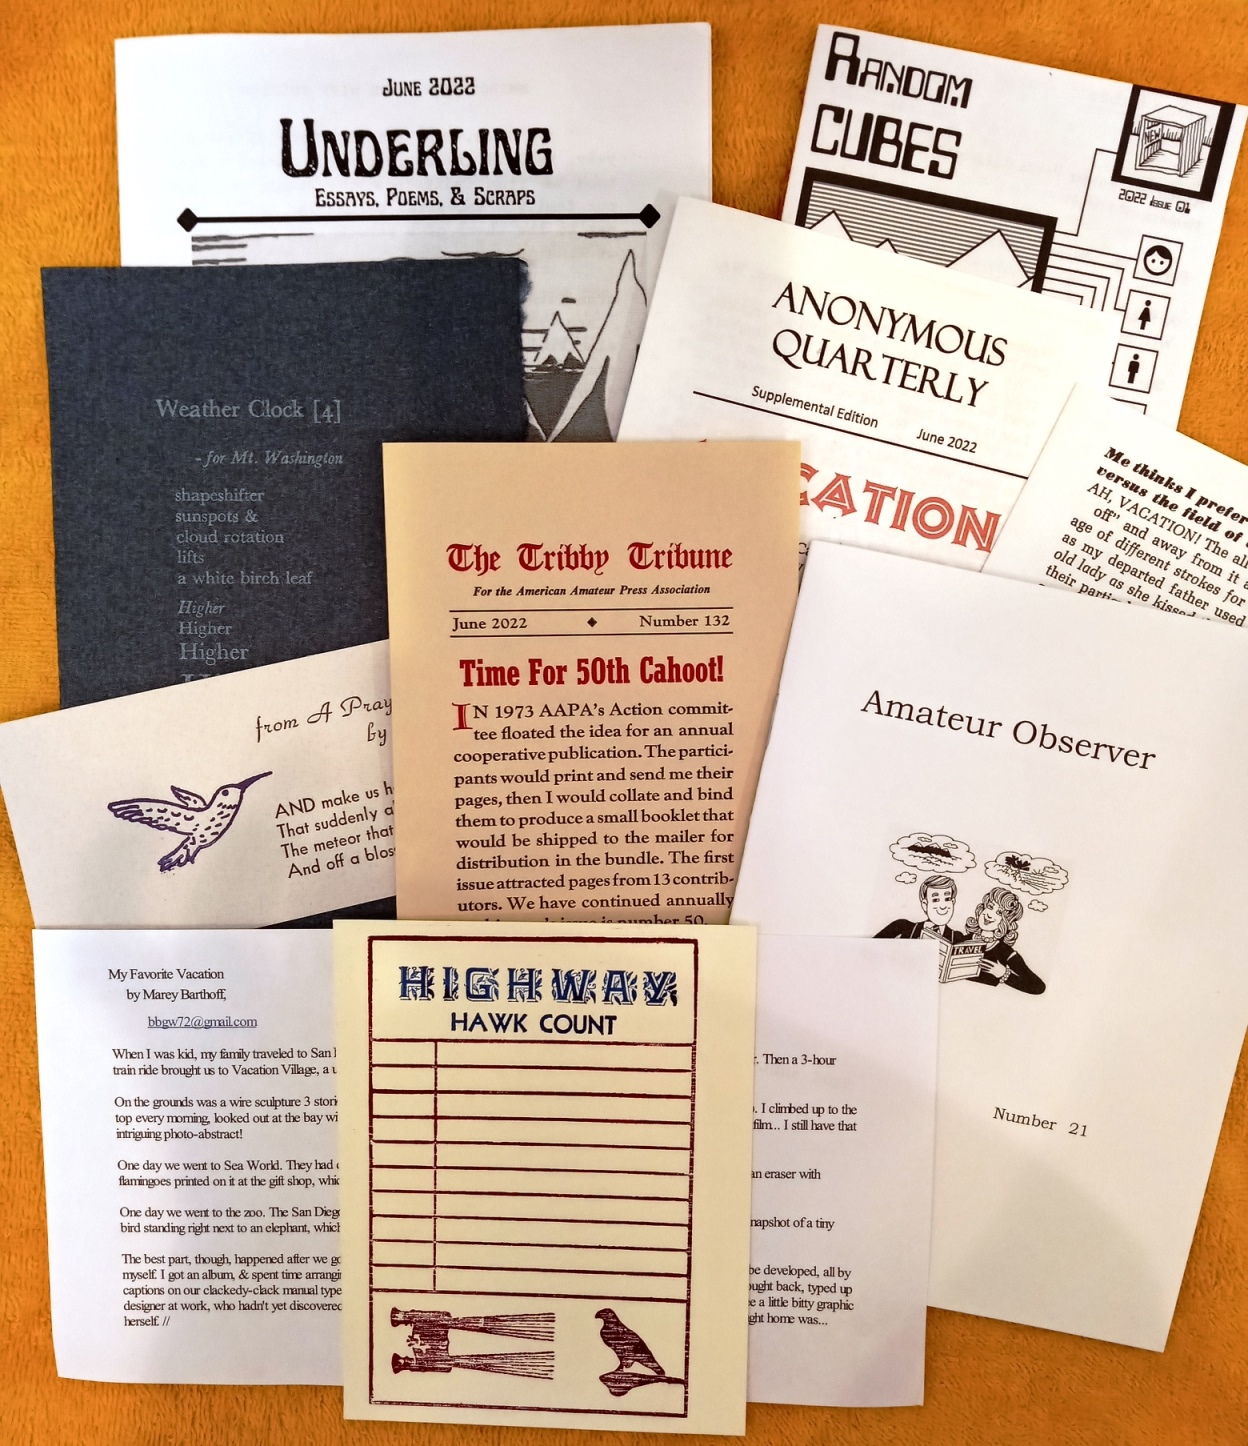 June 2022
Underling
Essays, Poems, & Scraps
Random
Cubes
NEW
2022 Issue 01
Anonymous
Quarterly
Supplemental Edition June 2022
CATION
Me thinks I prefer
versus the field of
AH, VACATION! The all
off" and away from it a
age of different strokes for
as my departed father used
old lady as she kissed
their
Weather Clock [4]
- for Mt. Washington
shapeshifter
sunspots &
cloud rotation
lifts
a white birch leaf
Higher
Higher
Higher
from A Pray
by
AND make us h
That suddenly a
The meteor that
And off a blos
The Tribby Tribune
For the American Amateur Press Association
June 2022 ◆ Number 132
Time For 50th Cahoot!
IN 1973 AAPA's Action commit-
tee floated the idea for an annual
cooperative publication. The partici-
pants would print and send me their
pages, then I would collate and bind
them to produce a small booklet that
would be shipped to the mailer for
distribution in the bundle. The first
issue attracted pages from 13 contrib-
utors. We have continued annually
issue is number 50.
Amateur Observer
TRAVEL
Number 21
My Favorite Vacation
by Marey Barthoff,
bbgw72@gmail.com
When I was kid, my family traveled to San
train ride brought us to Vacation Village, a
On the grounds was a wire sculpture 3 stori
top every morning, looked out at the bay wi
intriguing photo-abstract!
One day we went to Sea World. They had
flamingoes printed on it at the gift shop, whic
One day we went to the zoo. The San Dieg
bird standing right next to an elephant, which
The best part, though, happened after we go
myself. I got an album, & spent time arrangi
captions on our clackedy-clack manual type
designer at work, who hadn't yet discovered
herself. //
. Then a 3-hour
. I climbed up to the
film... I still have that
an eraser with
napshot of a tiny
be developed, all by
ught back, typed up
e a little bitty graphic
ght home was...
HIGHWAY
HAWK COUNT